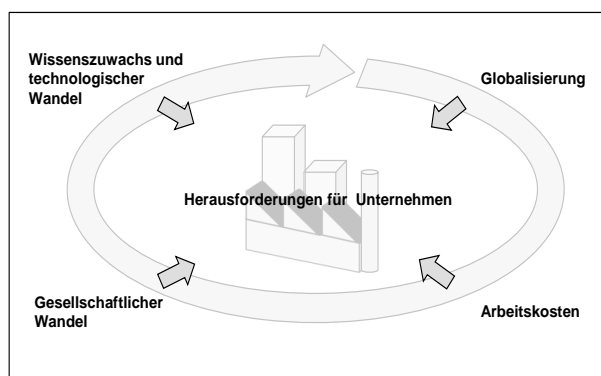 Wissenszuwachs und
technologischer
Wandel
Globalisierung
Herausforderungen für Unternehmen
Gesellschaftlicher
Wandel
Arbeitskosten